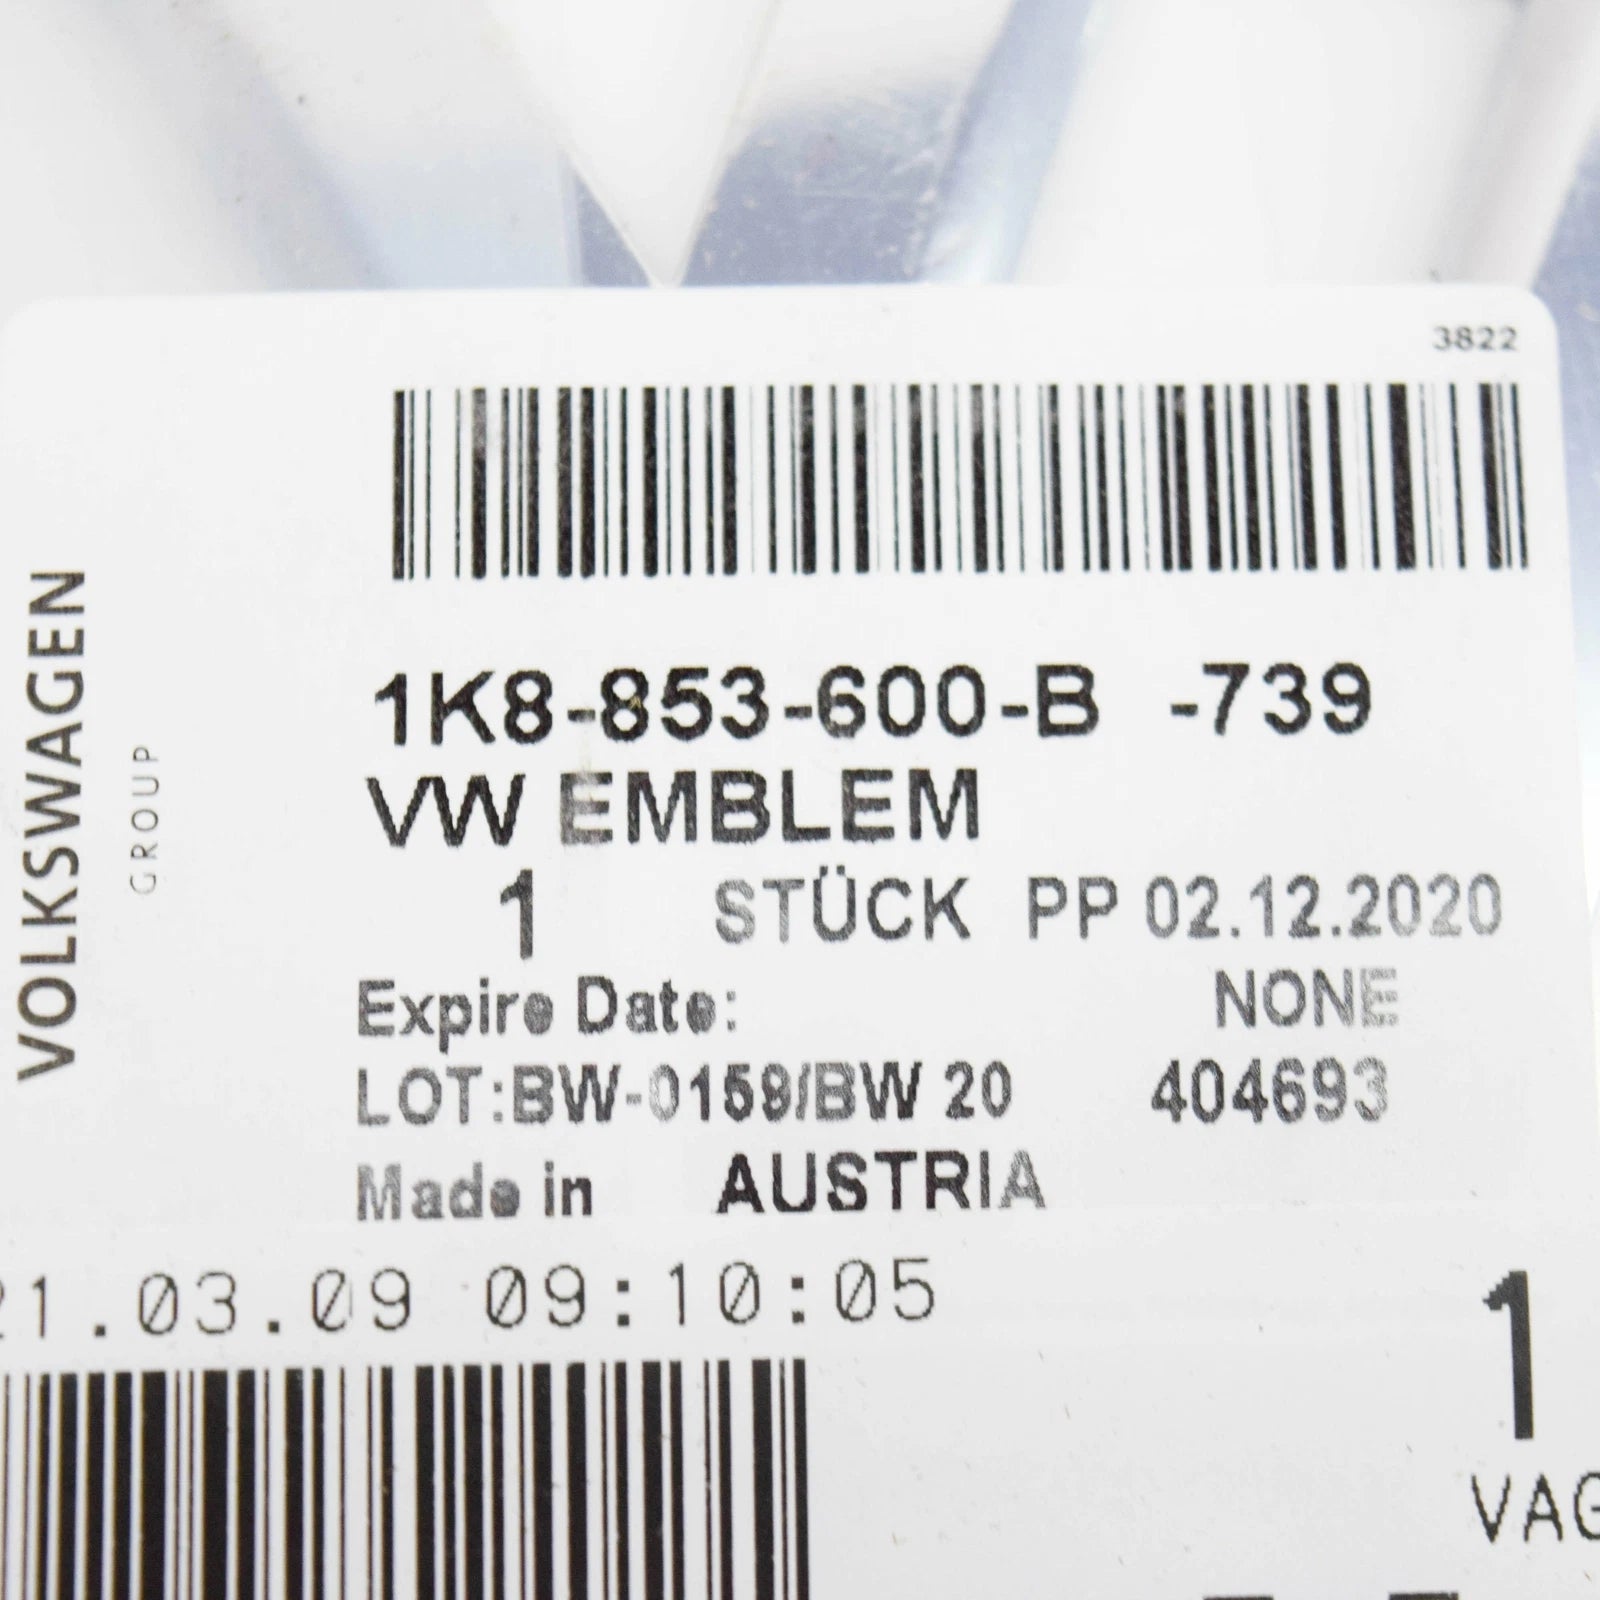 3822
VOLKSWAGEN
GROUP
1K8-853-600-B -739
VW EMBLEM
1 STÜCK PP 02.12.2020
Expire Date: NONE
LOT:BW-0159/BW 20 404693
Made in AUSTRIA
21.03.09 09:10:05
1
VAG